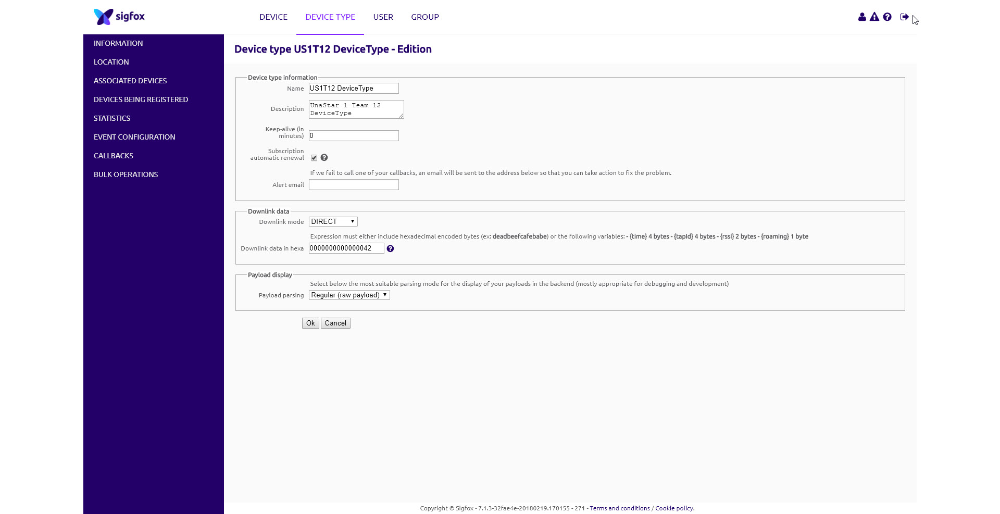 sigfox
DEVICE DEVICE TYPE USER GROUP
INFORMATION
LOCATION
ASSOCIATED DEVICES
DEVICES BEING REGISTERED
STATISTICS
EVENT CONFIGURATION
CALLBACKS
BULK OPERATIONS
Device type US1T12 DeviceType - Edition
Device type information
Name US1T12 DeviceType
Description UnaStar 1 Team 12
DeviceType
Keep-alive (in
minutes) 0
Subscription
automatic renewal
If we fail to call one of your callbacks, an email will be sent to the address below so that you can take action to fix the problem.
Alert email
Downlink data
Downlink mode DIRECT
Expression must either include hexadecimal encoded bytes (ex: deadbeefcafebabe) or the following variables: - {time} 4 bytes - {tapId} 4 bytes - {rssi} 2 bytes - {roaming} 1 byte
Downlink data in hexa 0000000000000042
Payload display
Select below the most suitable parsing mode for the display of your payloads in the backend (mostly appropriate for debugging and development)
Payload parsing Regular (raw payload)
Ok Cancel
Copyright © Sigfox - 7.1.3-32fae4e-20180219.170155 - 271 - Terms and conditions / Cookie policy.